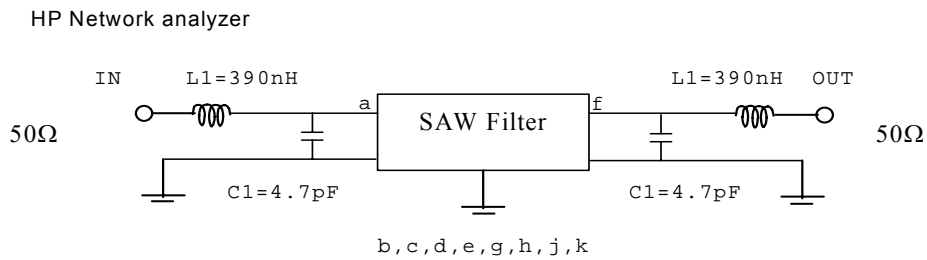 HP Network analyzer
IN L1=390nH L1=390nH OUT
a f
50Ω SAW Filter 50Ω
C1=4.7pF C1=4.7pF
b,c,d,e,g,h,j,k